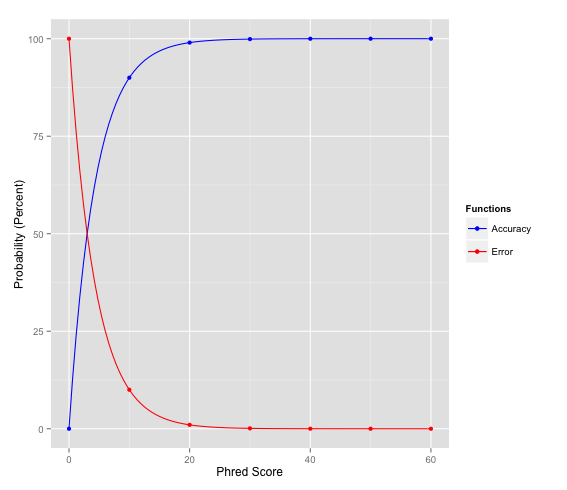 100
75
50
25
0
Probability (Percent)
0 20 40 60
Phred Score
Functions
Accuracy
Error